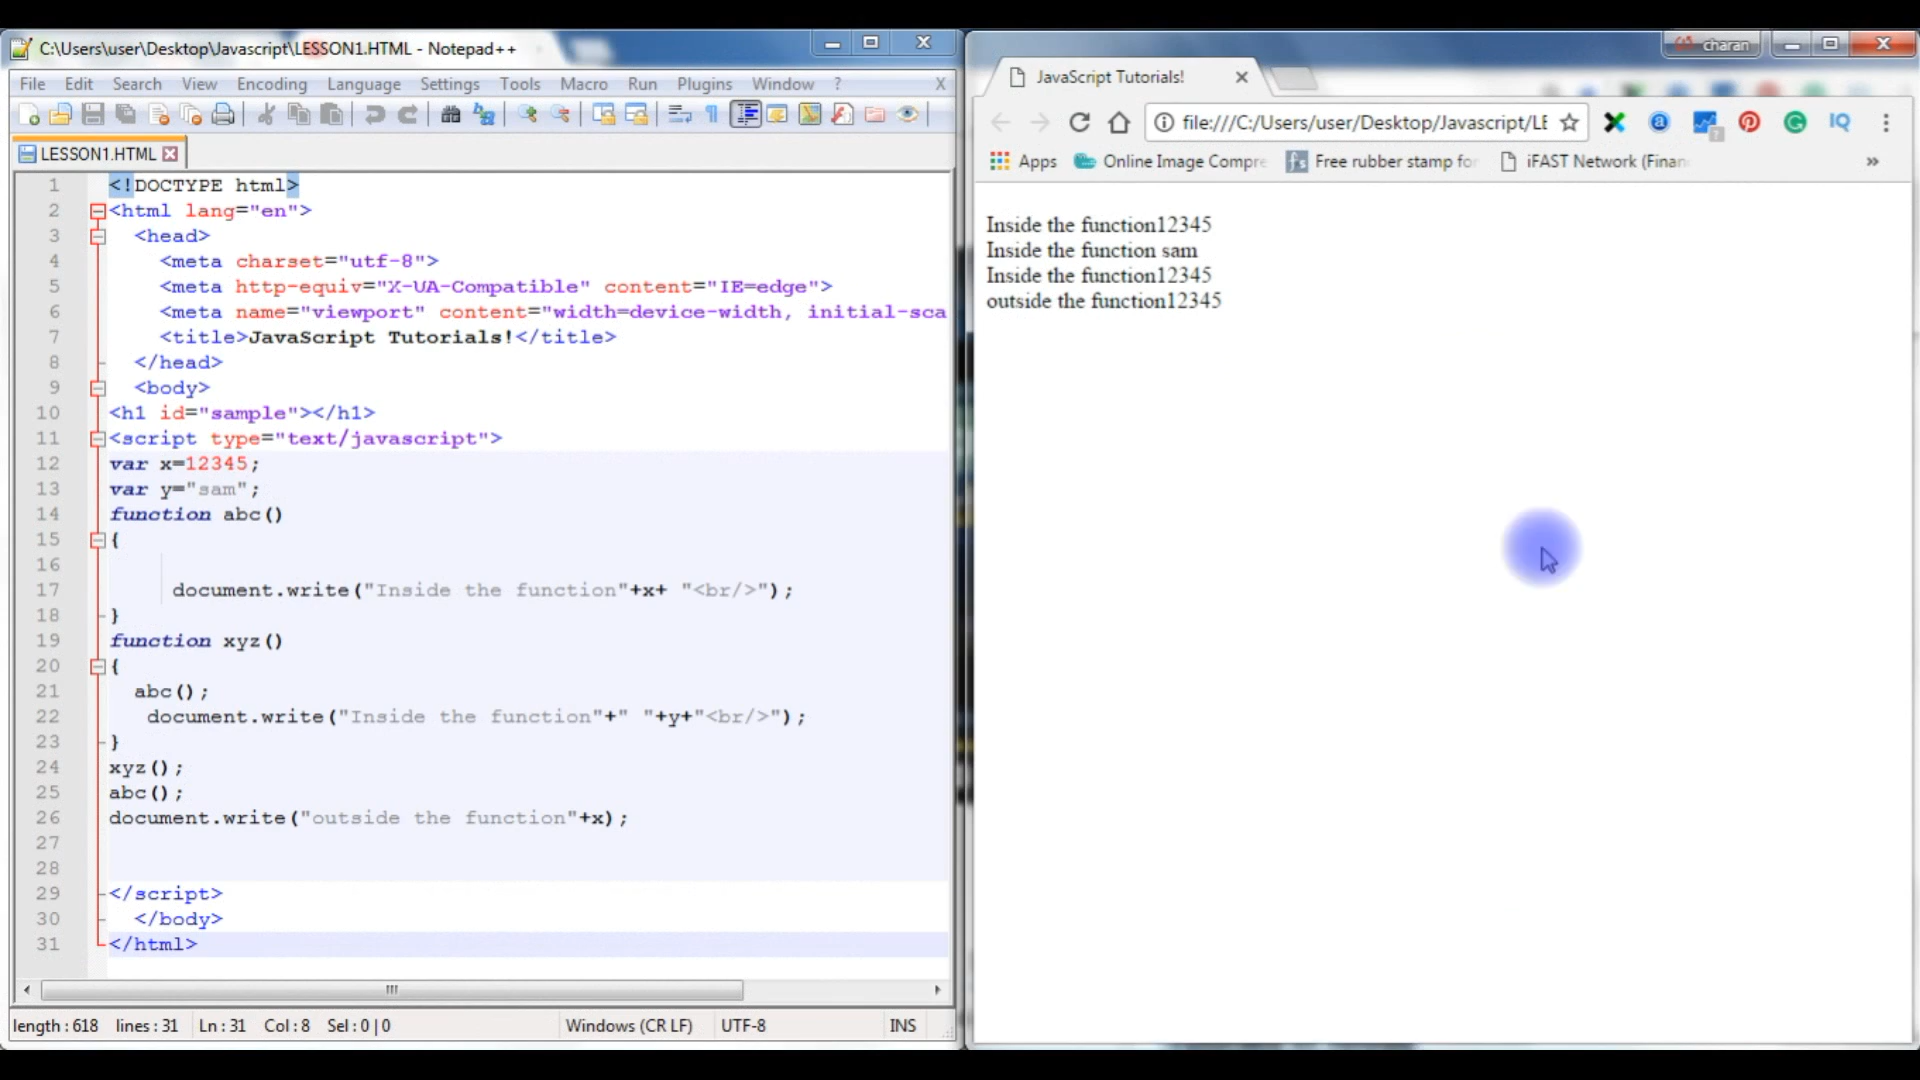 C:\Users\user\Desktop\Javascript\LESSON1.HTML - Notepad++
File Edit Search View Encoding Language Settings Tools Macro Run Plugins Window ? X
LESSON1.HTML
1 <!DOCTYPE html>
2 <html lang="en">
3 <head>
4 <meta charset="utf-8">
5 <meta http-equiv="X-UA-Compatible" content="IE=edge">
6 <meta name="viewport" content="width=device-width, initial-sca
7 <title>JavaScript Tutorials!</title>
8 </head>
9 <body>
10 <h1 id="sample"></h1>
11 <script type="text/javascript">
12 var x=12345;
13 var y="sam";
14 function abc()
15 {
16
17 document.write("Inside the function"+x+ "<br/>");
18 }
19 function xyz()
20 {
21 abc();
22 document.write("Inside the function"+" "+y+"<br/>");
23 }
24 xyz();
25 abc();
26 document.write("outside the function"+x);
27
28
29 </script>
30 </body>
31 </html>
length : 618 lines : 31 Ln : 31 Col : 8 Sel : 0 | 0 Windows (CR LF) UTF-8 INS
charan
JavaScript Tutorials!
file:///C:/Users/user/Desktop/Javascript/LE
IQ
Apps Online Image Compre Free rubber stamp for iFAST Network (Finan »
Inside the function12345
Inside the function sam
Inside the function12345
outside the function12345